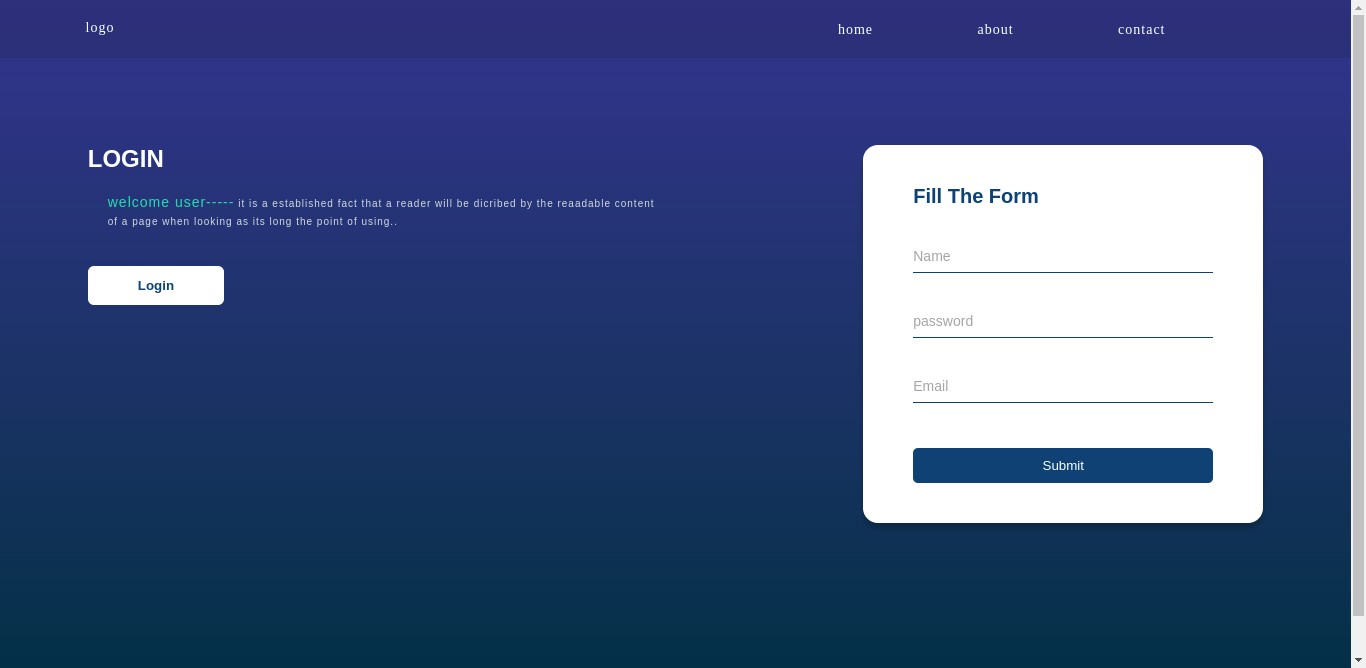 logo
home about contact
LOGIN
welcome user----- it is a established fact that a reader will be dicribed by the reaadable content
of a page when looking as its long the point of using..
Login
Fill The Form
Name
password
Email
Submit